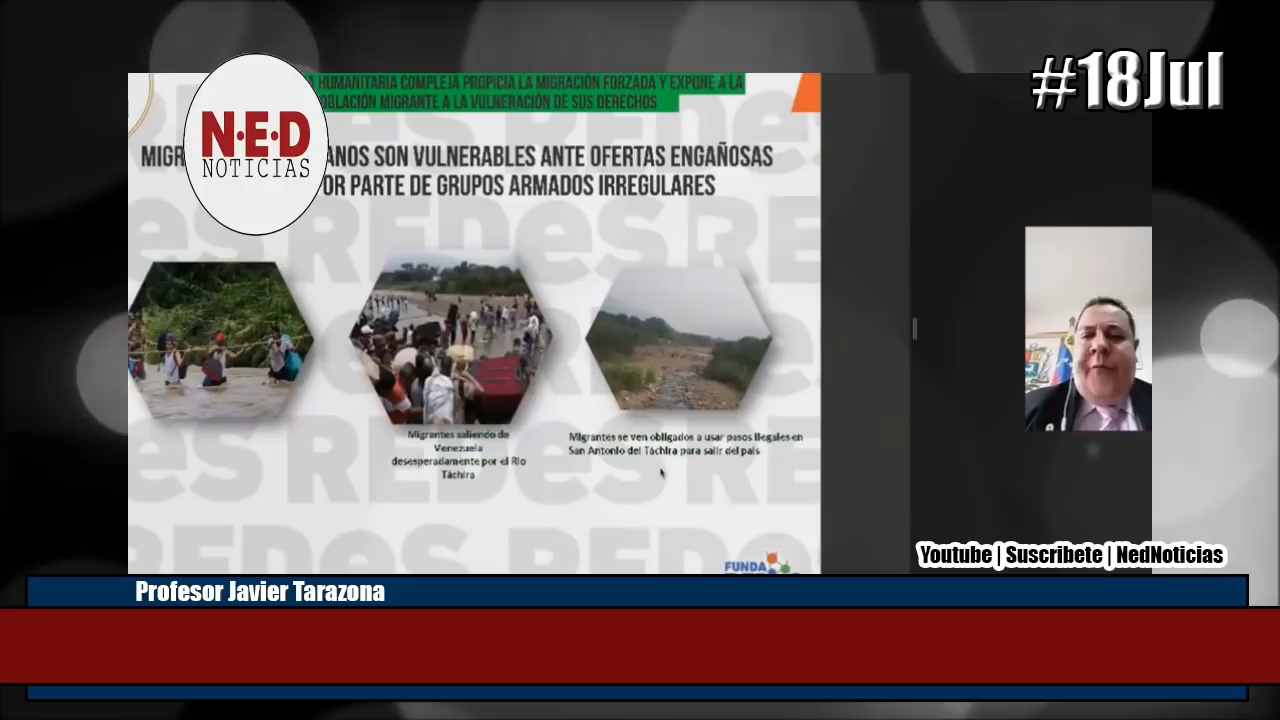 HUMANITARIA COMPLEJA PROPICIA LA MIGRACIÓN FORZADA Y EXPONE A LA
POBLACIÓN MIGRANTE A LA VULNERACIÓN DE SUS DERECHOS
#18Jul
N·E·D
NOTICIAS
MIGR ANOS SON VULNERABLES ANTE OFERTAS ENGAÑOSAS
OR PARTE DE GRUPOS ARMADOS IRREGULARES
Migrantes saliendo de
Venezuela
desesperadamente por el Río
Táchira
Migrantes se ven obligados a usar pasos ilegales en
San Antonio del Táchira para salir del país
FUNDA
Youtube | Suscribete | NedNoticias
Profesor Javier Tarazona